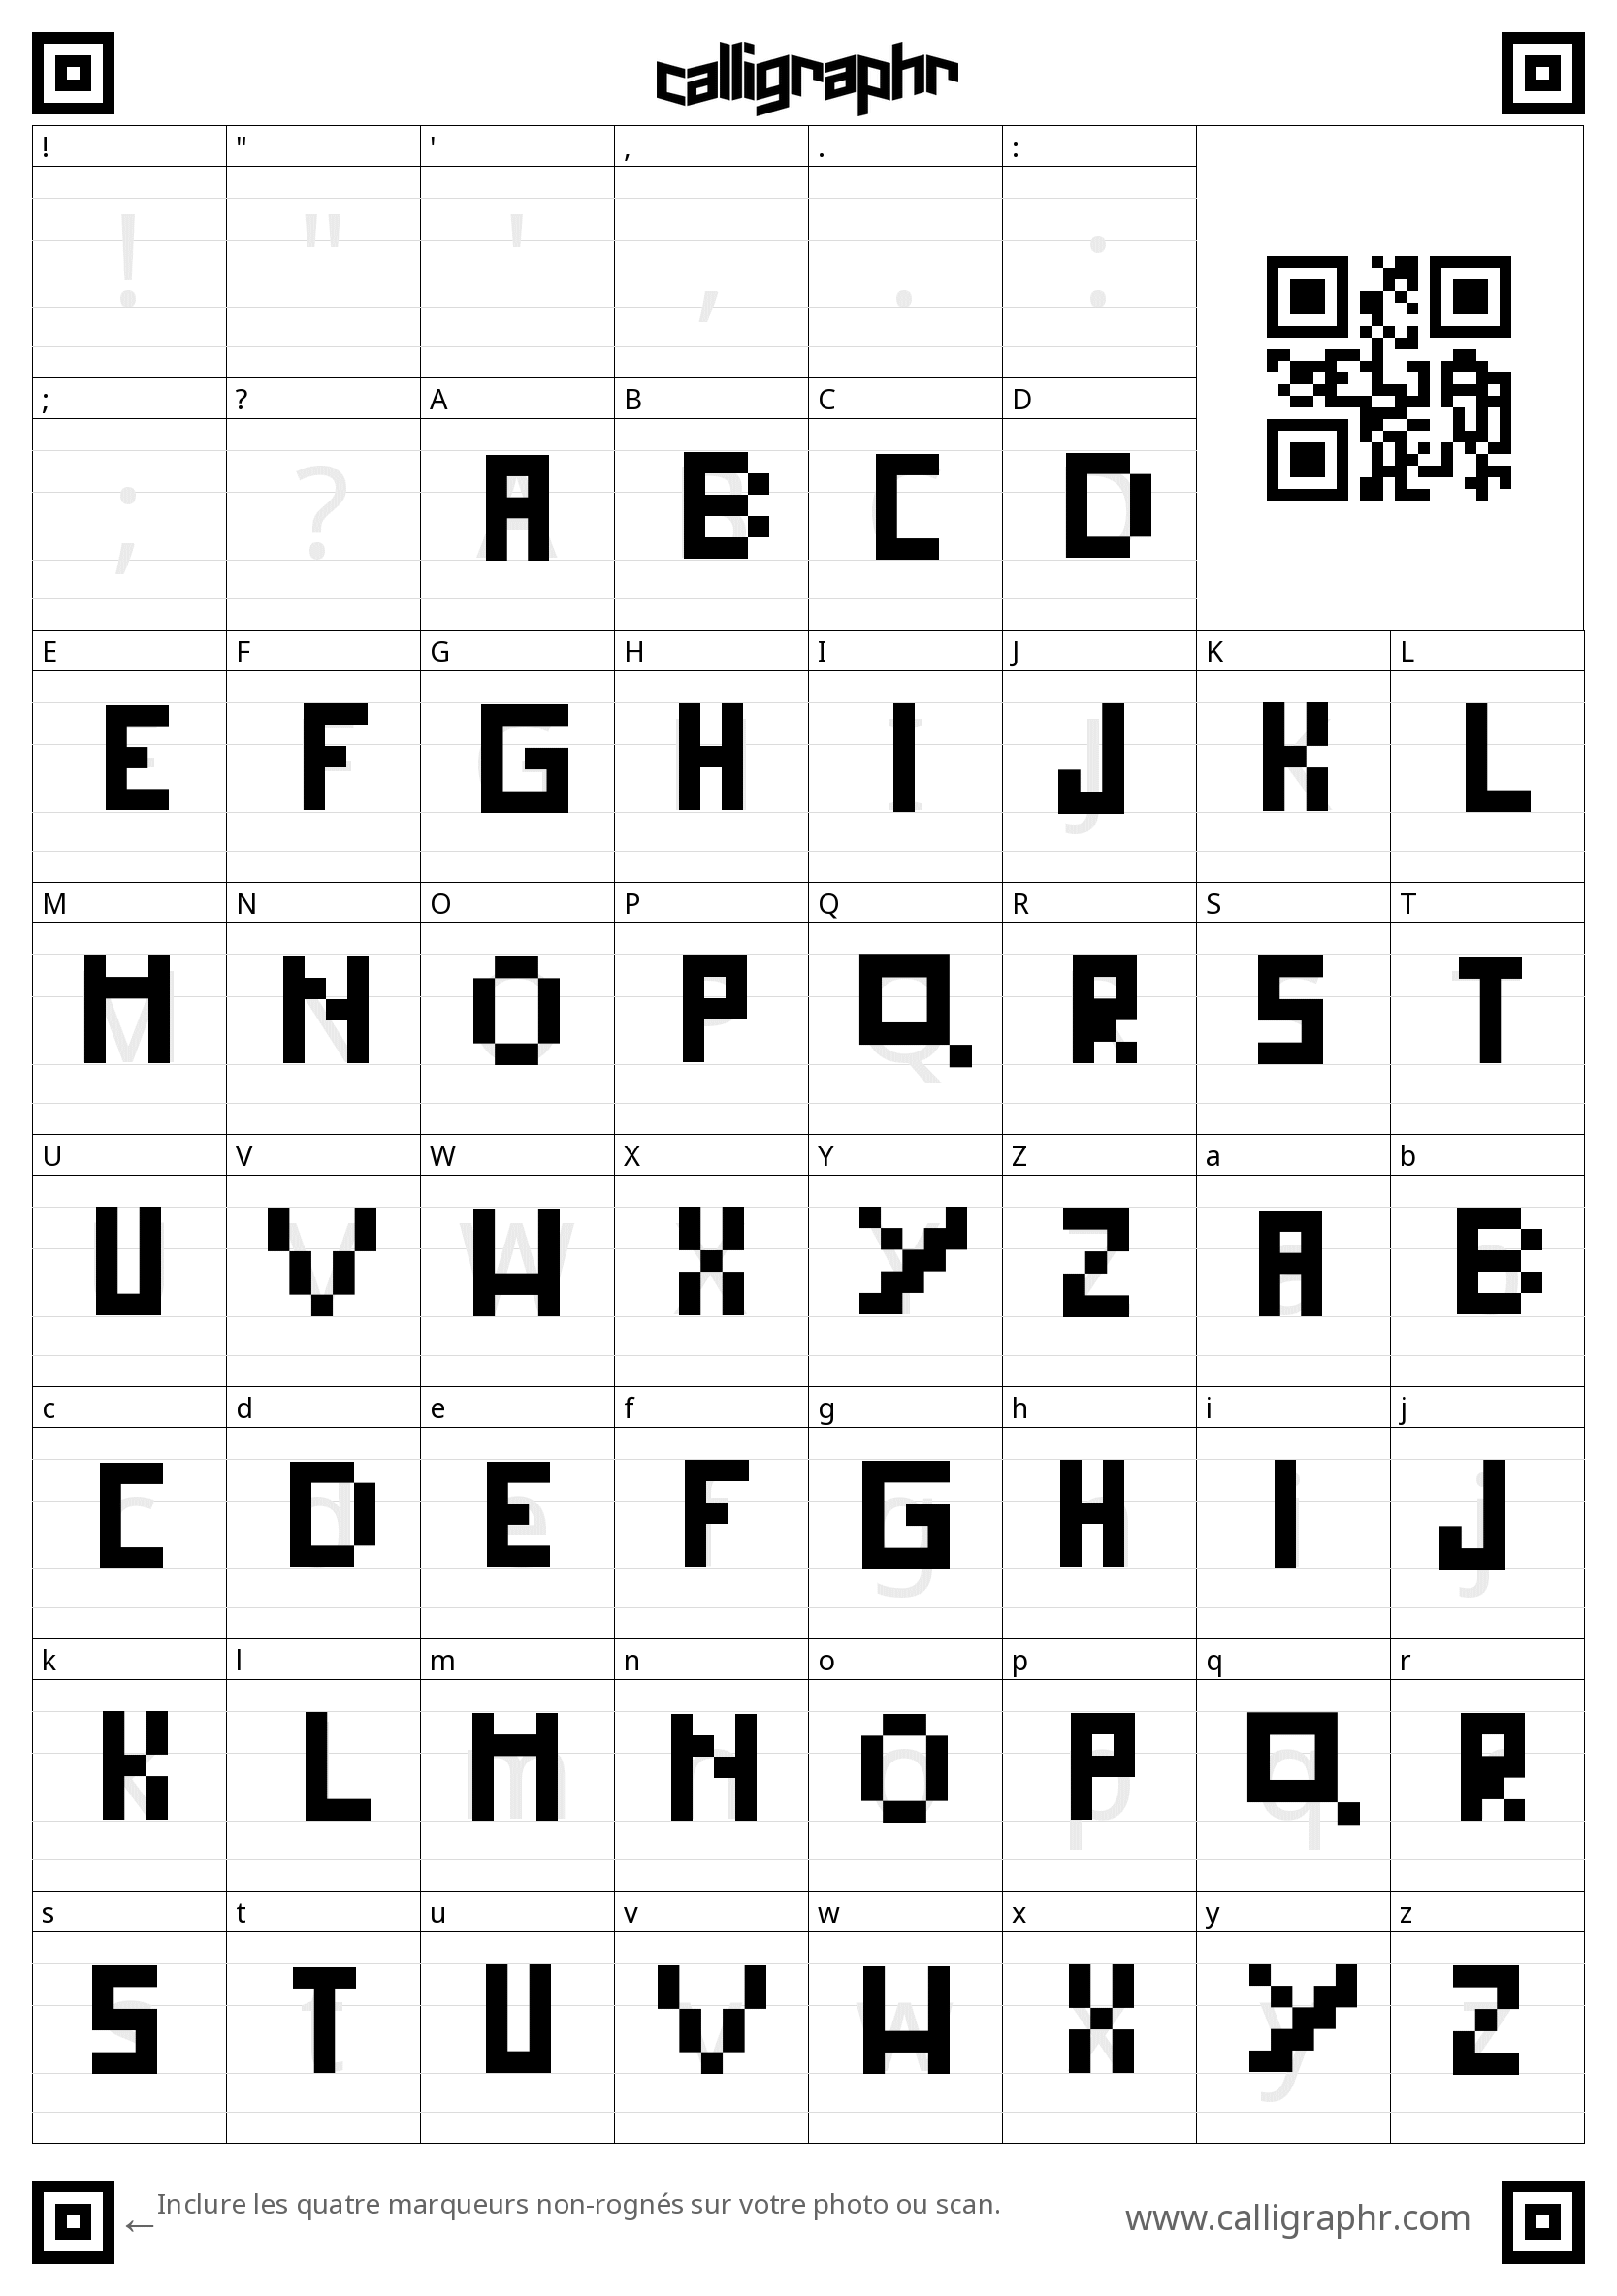 calligraphr
! " ' , . :
! " ' , . :
; ? A B C D
; ? A B C D
E F G H I J K L
E F G H I J K L
M N O P Q R S T
M N O P Q R S T
U V W X Y Z a b
U V W X Y Z A B
c d e f g h i j
C D E F G H I J
k l m n o p q r
K L M N O P Q R
s t u v w x y z
S T U V W X Y Z
← Inclure les quatre marqueurs non-rognés sur votre photo ou scan.
www.calligraphr.com